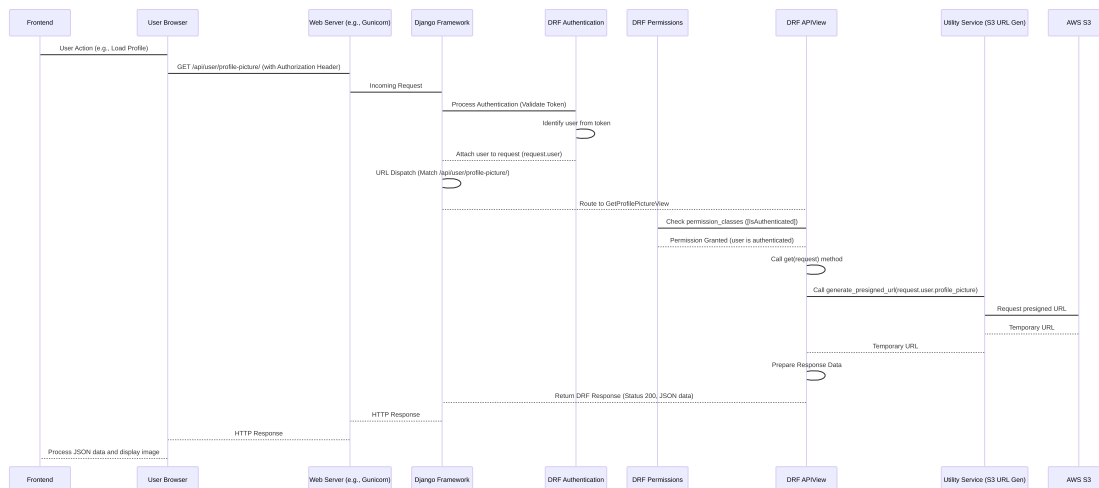 Frontend
User Browser
Web Server (e.g., Gunicorn)
Django Framework
DRF Authentication
DRF Permissions
DRF APIView
Utility Service (S3 URL Gen)
AWS S3
User Action (e.g., Load Profile)
GET /api/user/profile-picture/ (with Authorization Header)
Incoming Request
Process Authentication (Validate Token)
Identify user from token
Attach user to request (request.user)
URL Dispatch (Match /api/user/profile-picture/)
Route to GetProfilePictureView
Check permission_classes ([IsAuthenticated])
Permission Granted (user is authenticated)
Call get(request) method
Call generate_presigned_url(request.user.profile_picture)
Request presigned URL
Temporary URL
Temporary URL
Prepare Response Data
Return DRF Response (Status 200, JSON data)
HTTP Response
HTTP Response
Process JSON data and display image
Frontend
User Browser
Web Server (e.g., Gunicorn)
Django Framework
DRF Authentication
DRF Permissions
DRF APIView
Utility Service (S3 URL Gen)
AWS S3